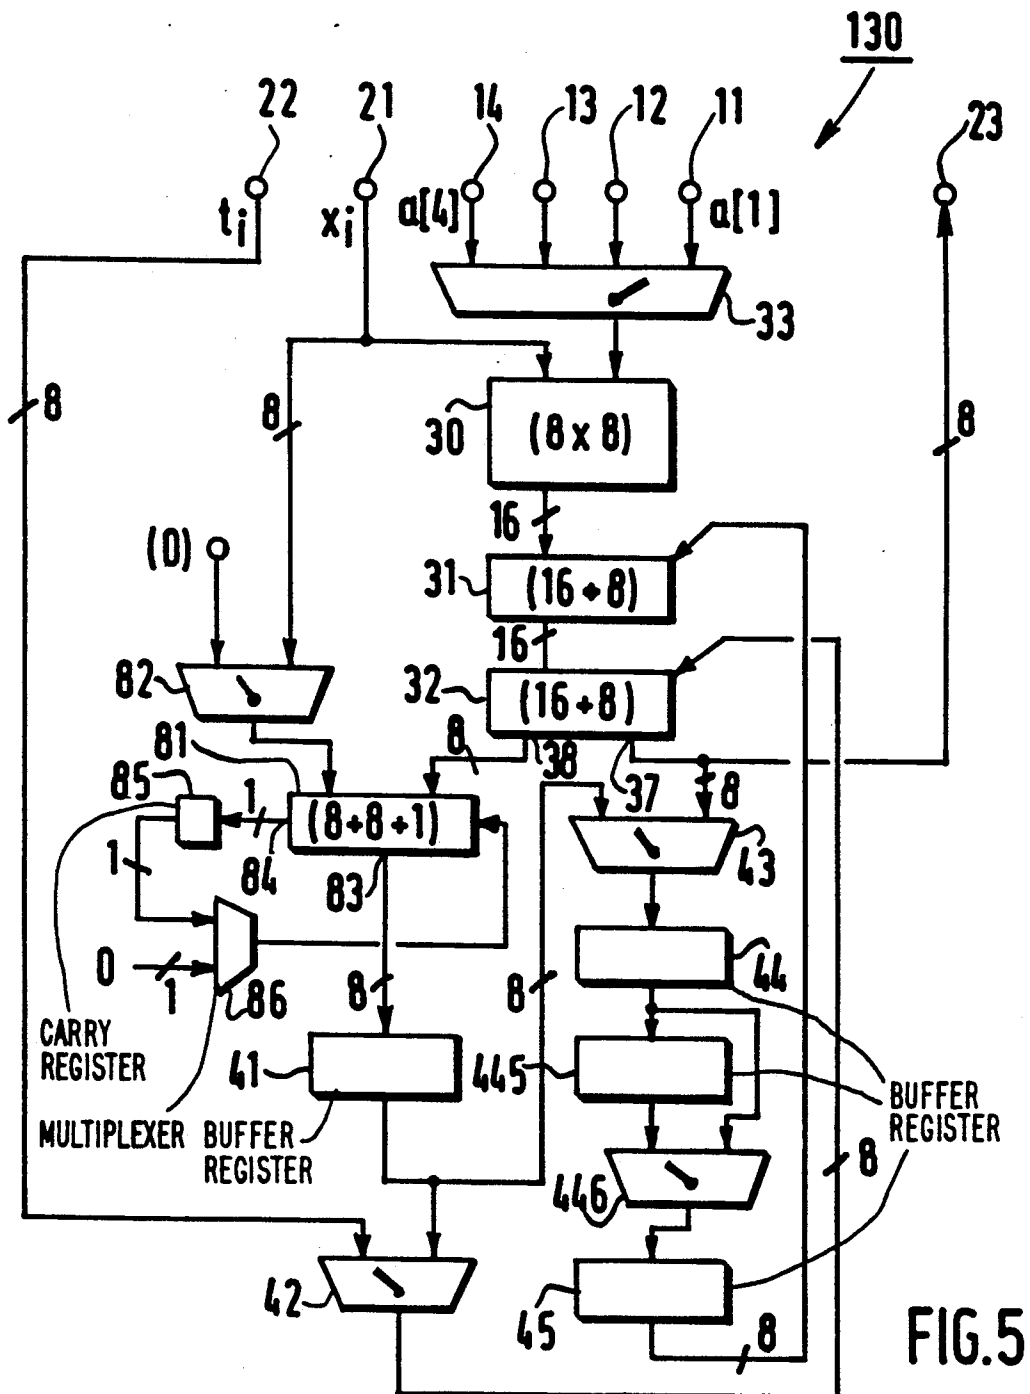 130
22 21 14 13 12 11 23
ti xi a[4] a[1]
33
8 8 30 (8 x 8) 8
16
(0) 31 (16 + 8)
16
82 32 (16 + 8)
81 8 38 37 8
85 1 (8+8+1)
1 84 83 43
0 1 86 8 8 44
CARRY
REGISTER
41 445
BUFFER
REGISTER
MULTIPLEXER BUFFER
REGISTER
446 8
42 45 8
FIG.5